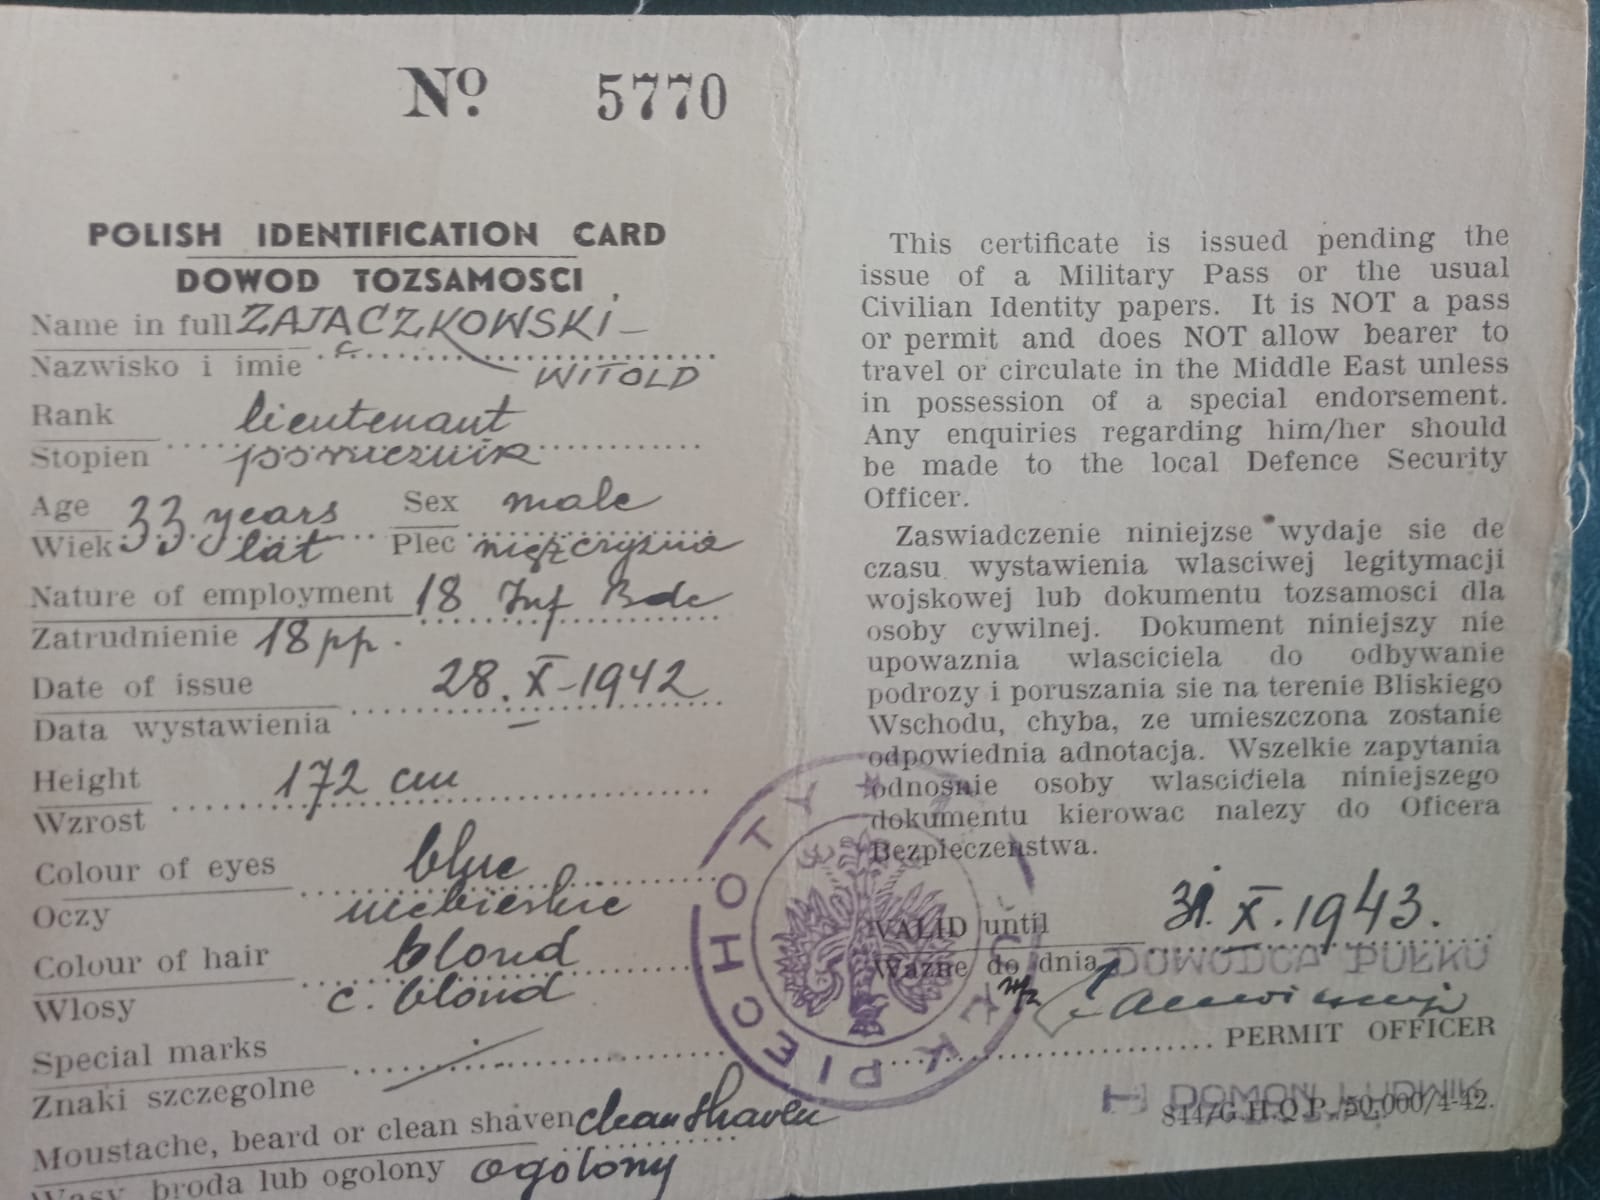 No. 5770
POLISH IDENTIFICATION CARD
DOWOD TOZSAMOSCI
Name in full ZAJĄCZKOWSKI
Nazwisko i imie WITOLD
Rank lieutenant
Stopien porucznik
Age 33 years Sex male
Wiek 33 lat Plec mężczyzna
Nature of employment 18 Inf Bde
Zatrudnienie 18 pp.
Date of issue 28.X-1942
Data wystawienia
Height 172 cm
Wzrost
Colour of eyes blue
Oczy niebieskie
Colour of hair blond
Wlosy c. blond
Special marks
Znaki szczegolne
Moustache, beard or clean shaven clean shaven
Wasy, broda lub ogolony ogolony
This certificate is issued pending the
issue of a Military Pass or the usual
Civilian Identity papers. It is NOT a pass
or permit and does NOT allow bearer to
travel or circulate in the Middle East unless
in possession of a special endorsement.
Any enquiries regarding him/her should
be made to the local Defence Security
Officer.
Zaswiadczenie niniejzse wydaje sie de
czasu wystawienia wlasciwej legitymacji
wojskowej lub dokumentu tozsamosci dla
osoby cywilnej. Dokument niniejszy nie
upowaznia wlasciciela do odbywanie
podrozy i poruszania sie na terenie Bliskiego
Wschodu, chyba, ze umieszczona zostanie
odpowiednia adnotacja. Wszelkie zapytania
odnosnie osoby wlasciciela niniejszego
dokumentu kierowac nalezy do Oficera
Bezpieczenstwa.
VALID until 31.X.1943.
Wazne do dnia
DOWODCA PUŁKU
PERMIT OFFICER
DOMOŃ LUDWIK
8447/G.H.Q.P./50,000/4-42.
PIECHOTY